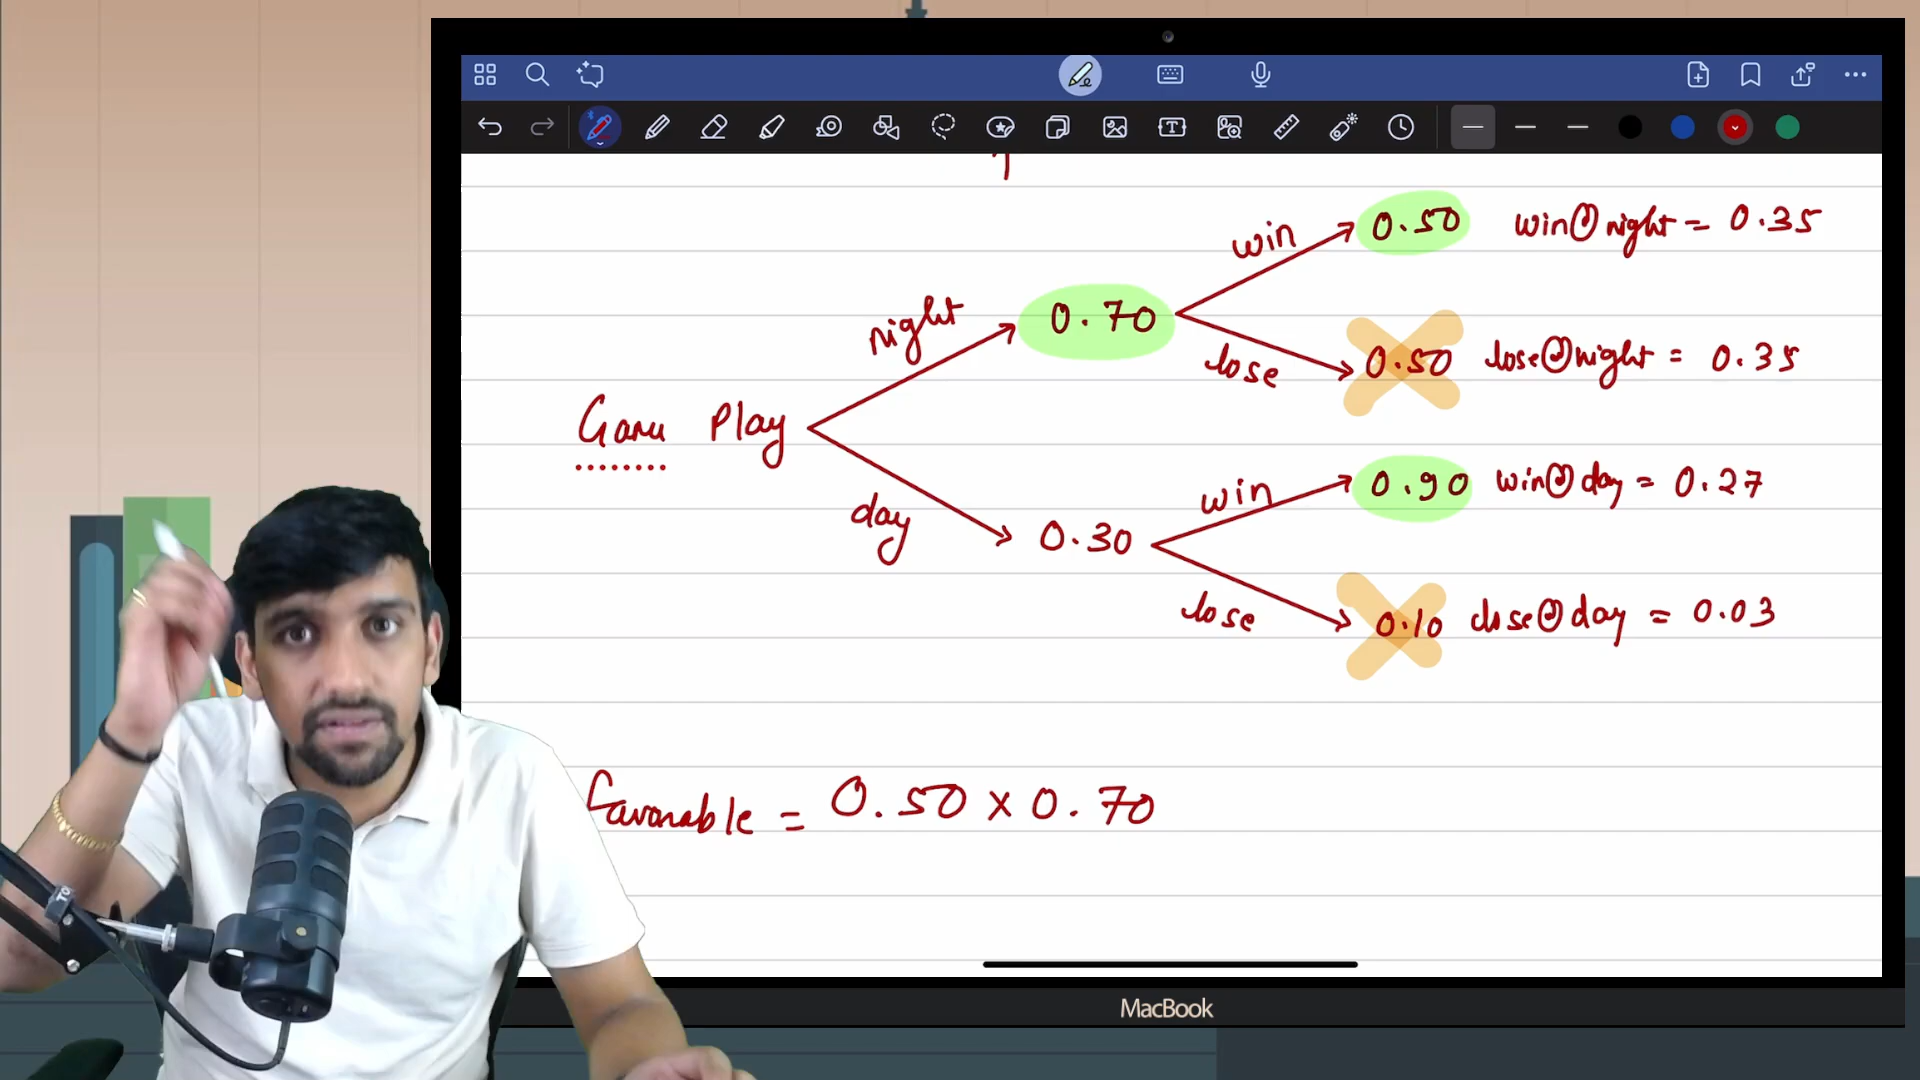 win 0.50 win@night = 0.35
night 0.70
lose 0.50 lose@night = 0.35
Game Play
win 0.90 win@day = 0.27
day 0.30
lose 0.10 lose@day = 0.03
favorable = 0.50 x 0.70
MacBook